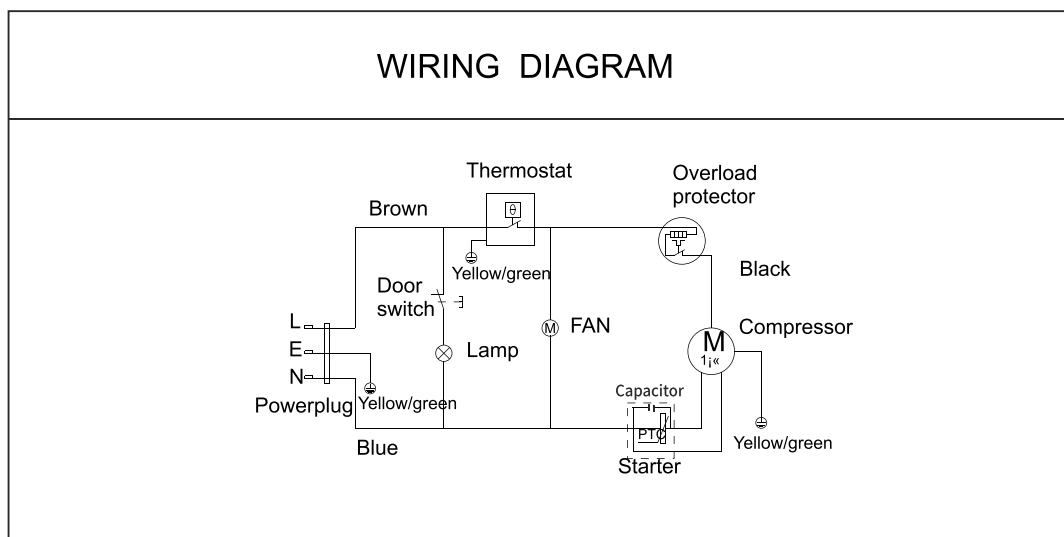 WIRING DIAGRAM
Thermostat
Overload
protector
Brown
θ
Yellow/green
Black
Door
switch
L
FAN
M
M
Compressor
1¡«
E
Lamp
N
Capacitor
Powerplug
Yellow/green
PTC
Yellow/green
Blue
Starter